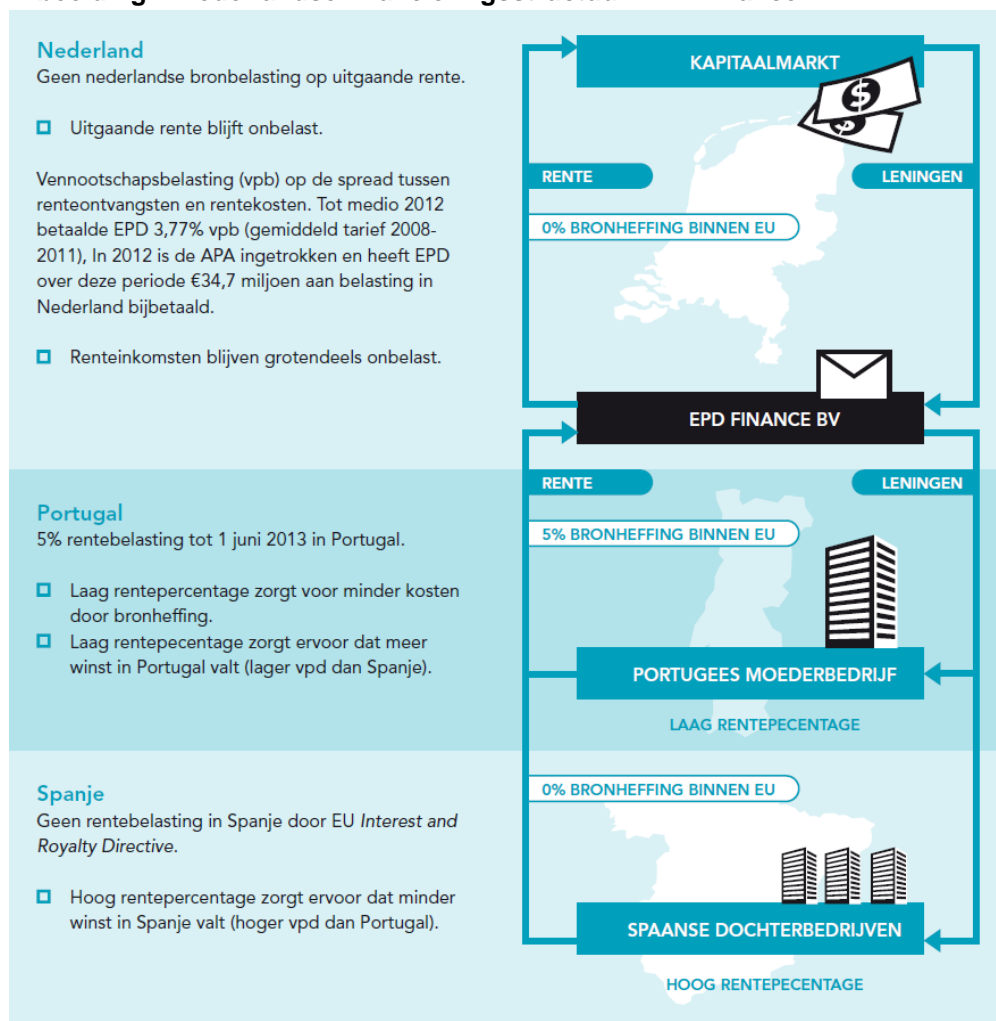 Nederland
Geen nederlandse bronbelasting op uitgaande rente.
Uitgaande rente blijft onbelast.
Vennootschapsbelasting (vpb) op de spread tussen
renteontvangsten en rentekosten. Tot medio 2012
betaalde EPD 3,77% vpb (gemiddeld tarief 2008-
2011), In 2012 is de APA ingetrokken en heeft EPD
over deze periode €34,7 miljoen aan belasting in
Nederland bijbetaald.
Renteinkomsten blijven grotendeels onbelast.
KAPITAALMARKT
RENTE
LENINGEN
0% BRONHEFFING BINNEN EU
EPD FINANCE BV
Portugal
5% rentebelasting tot 1 juni 2013 in Portugal.
Laag rentepercentage zorgt voor minder kosten
door bronheffing.
Laag rentepecentage zorgt ervoor dat meer
winst in Portugal valt (lager vpd dan Spanje).
RENTE
LENINGEN
5% BRONHEFFING BINNEN EU
PORTUGEES MOEDERBEDRIJF
LAAG RENTEPECENTAGE
Spanje
Geen rentebelasting in Spanje door EU Interest and
Royalty Directive.
Hoog rentepercentage zorgt ervoor dat minder
winst in Spanje valt (hoger vpd dan Portugal).
0% BRONHEFFING BINNEN EU
SPAANSE DOCHTERBEDRIJVEN
HOOG RENTEPECENTAGE